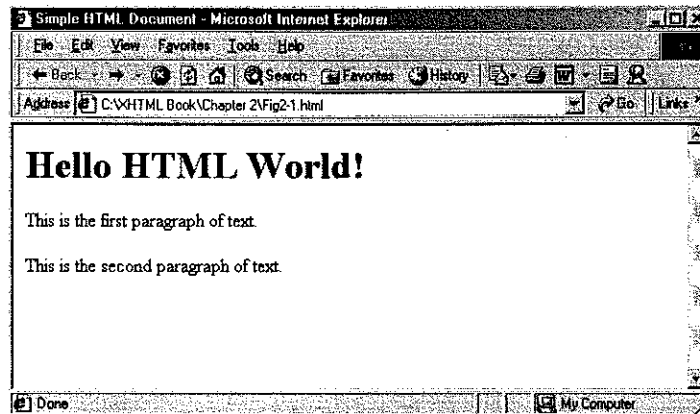 Simple HTML Document - Microsoft Internet Explorer
File Edit View Favorites Tools Help
Back Search Favorites History
Address C:\XHTML Book\Chapter 2\Fig2-1.html Go Links
Hello HTML World!
This is the first paragraph of text.
This is the second paragraph of text.
Done My Computer